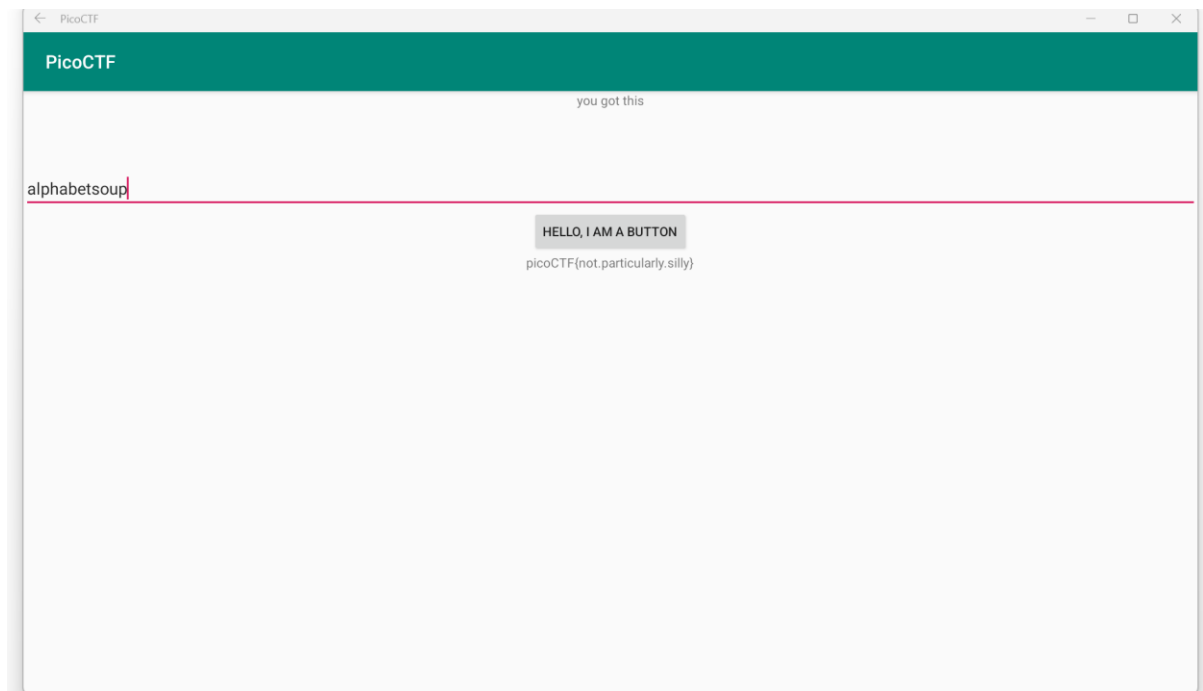 PicoCTF
PicoCTF
you got this
alphabetsoup
HELLO, I AM A BUTTON
picoCTF{not.particularly.silly}